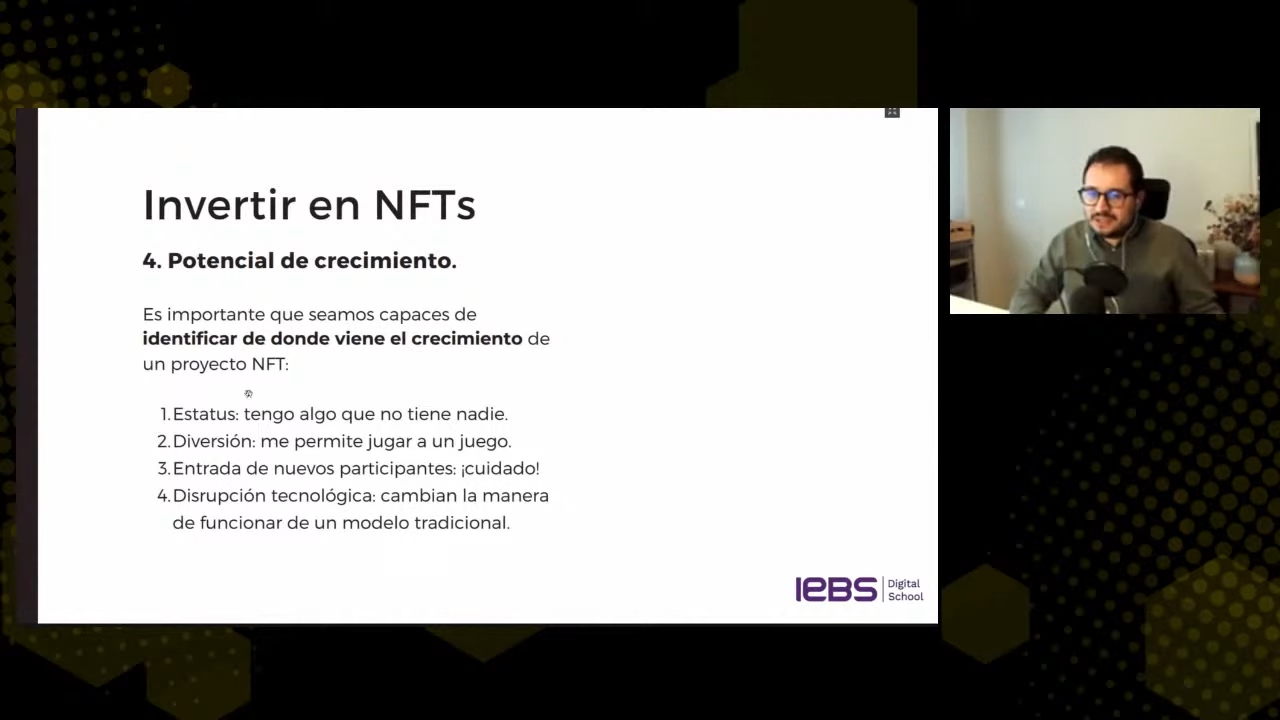 Invertir en NFTs
4. Potencial de crecimiento.
Es importante que seamos capaces de
identificar de donde viene el crecimiento de
un proyecto NFT:
1. Estatus: tengo algo que no tiene nadie.
2. Diversión: me permite jugar a un juego.
3. Entrada de nuevos participantes: ¡cuidado!
4. Disrupción tecnológica: cambian la manera
de funcionar de un modelo tradicional.
IEBS Digital
School